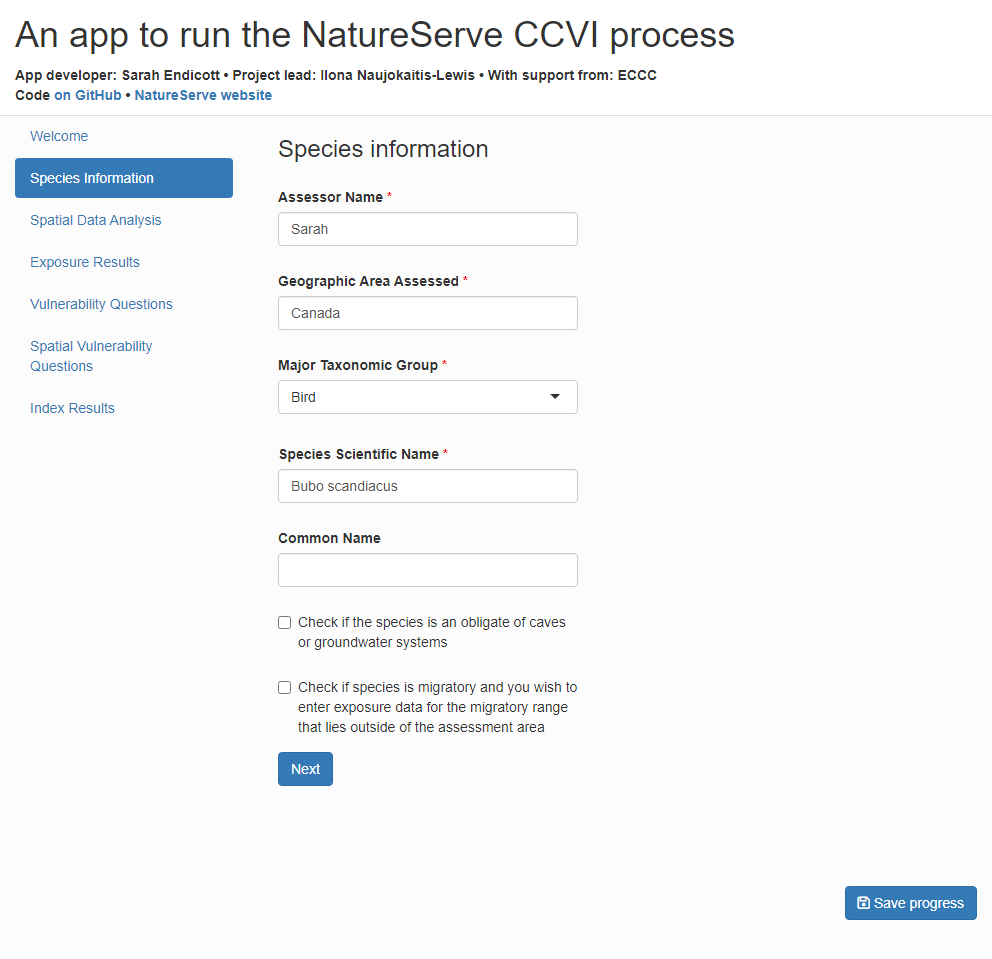 An app to run the NatureServe CCVI process
App developer: Sarah Endicott • Project lead: Ilona Naujokaitis-Lewis • With support from: ECCC
Code on GitHub • NatureServe website
Welcome
Species Information
Spatial Data Analysis
Exposure Results
Vulnerability Questions
Spatial Vulnerability
Questions
Index Results
Species information
Assessor Name *
Sarah
Geographic Area Assessed *
Canada
Major Taxonomic Group *
Bird
Species Scientific Name *
Bubo scandiacus
Common Name
Check if the species is an obligate of caves
or groundwater systems
Check if species is migratory and you wish to
enter exposure data for the migratory range
that lies outside of the assessment area
Next
Save progress